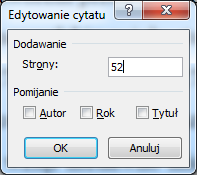 Edytowanie cytatu
Dodawanie
Strony: 52
Pomijanie
Autor Rok Tytuł
OK Anuluj